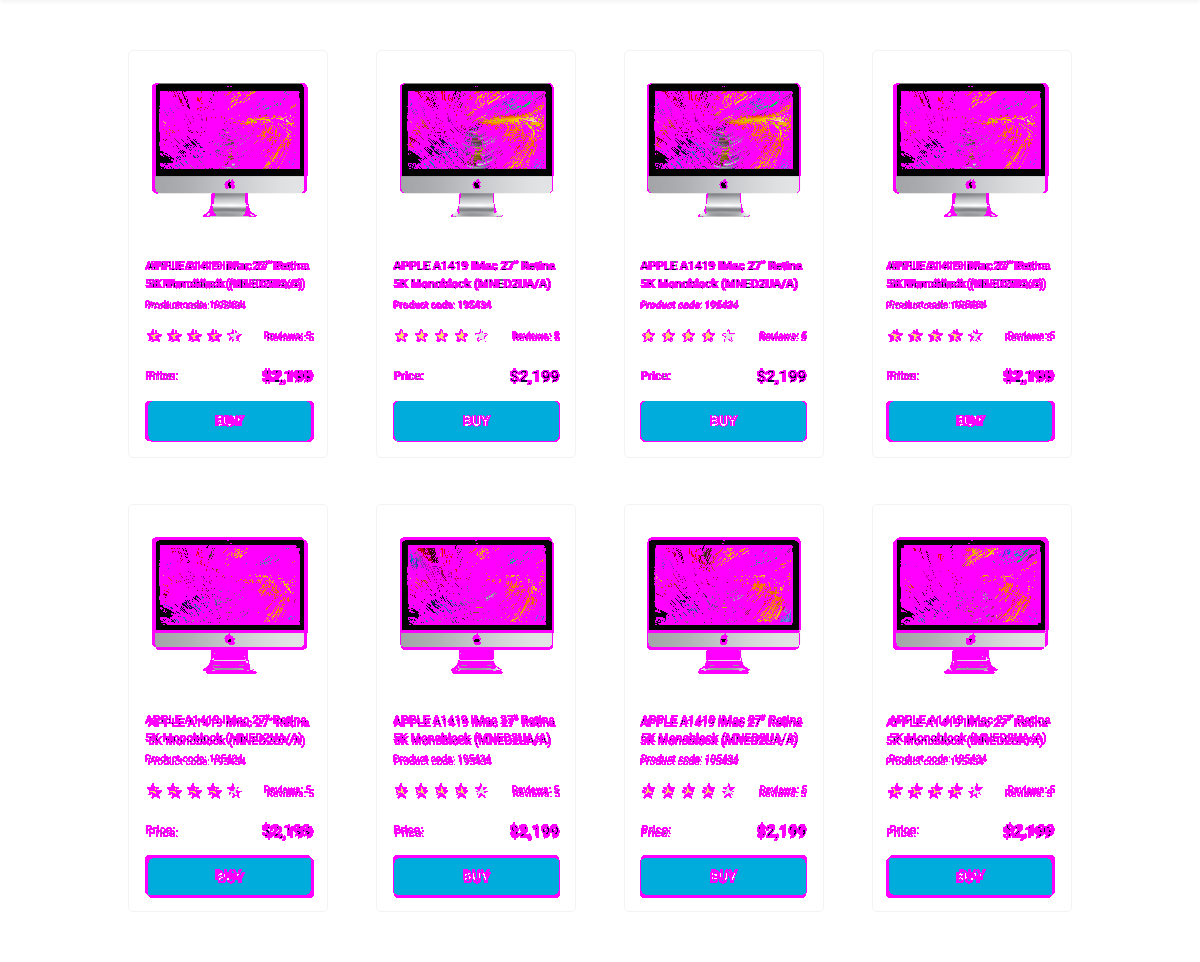 APPLE A1419 iMac 27" Retina
5K Monoblock (MNED2UA/A)
Product code: 195434
Reviews: 5
Price:
$2,199
BUY
APPLE A1419 iMac 27" Retina
5K Monoblock (MNED2UA/A)
Product code: 195434
Reviews: 5
Price:
$2,199
BUY
APPLE A1419 iMac 27" Retina
5K Monoblock (MNED2UA/A)
Product code: 195434
Reviews: 5
Price:
$2,199
BUY
APPLE A1419 iMac 27" Retina
5K Monoblock (MNED2UA/A)
Product code: 195434
Reviews: 5
Price:
$2,199
BUY
APPLE A1419 iMac 27" Retina
5K Monoblock (MNED2UA/A)
Product code: 195434
Reviews: 5
Price:
$2,199
BUY
APPLE A1419 iMac 27" Retina
5K Monoblock (MNED2UA/A)
Product code: 195434
Reviews: 5
Price:
$2,199
BUY
APPLE A1419 iMac 27" Retina
5K Monoblock (MNED2UA/A)
Product code: 195434
Reviews: 5
Price:
$2,199
BUY
APPLE A1419 iMac 27" Retina
5K Monoblock (MNED2UA/A)
Product code: 195434
Reviews: 5
Price:
$2,199
BUY